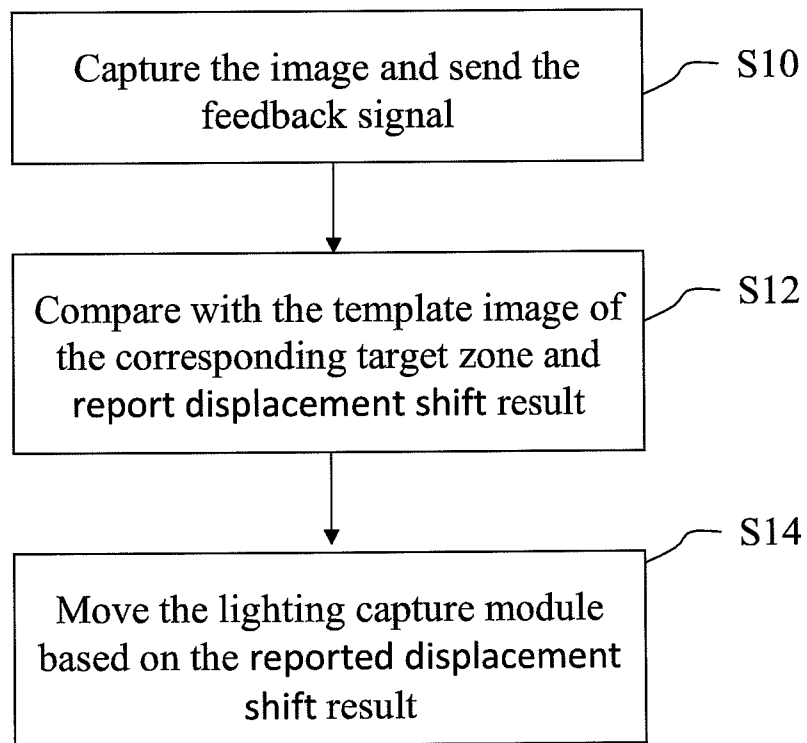 Capture the image and send the
feedback signal
S10
Compare with the template image of
the corresponding target zone and
report displacement shift result
S12
Move the lighting capture module
based on the reported displacement
shift result
S14